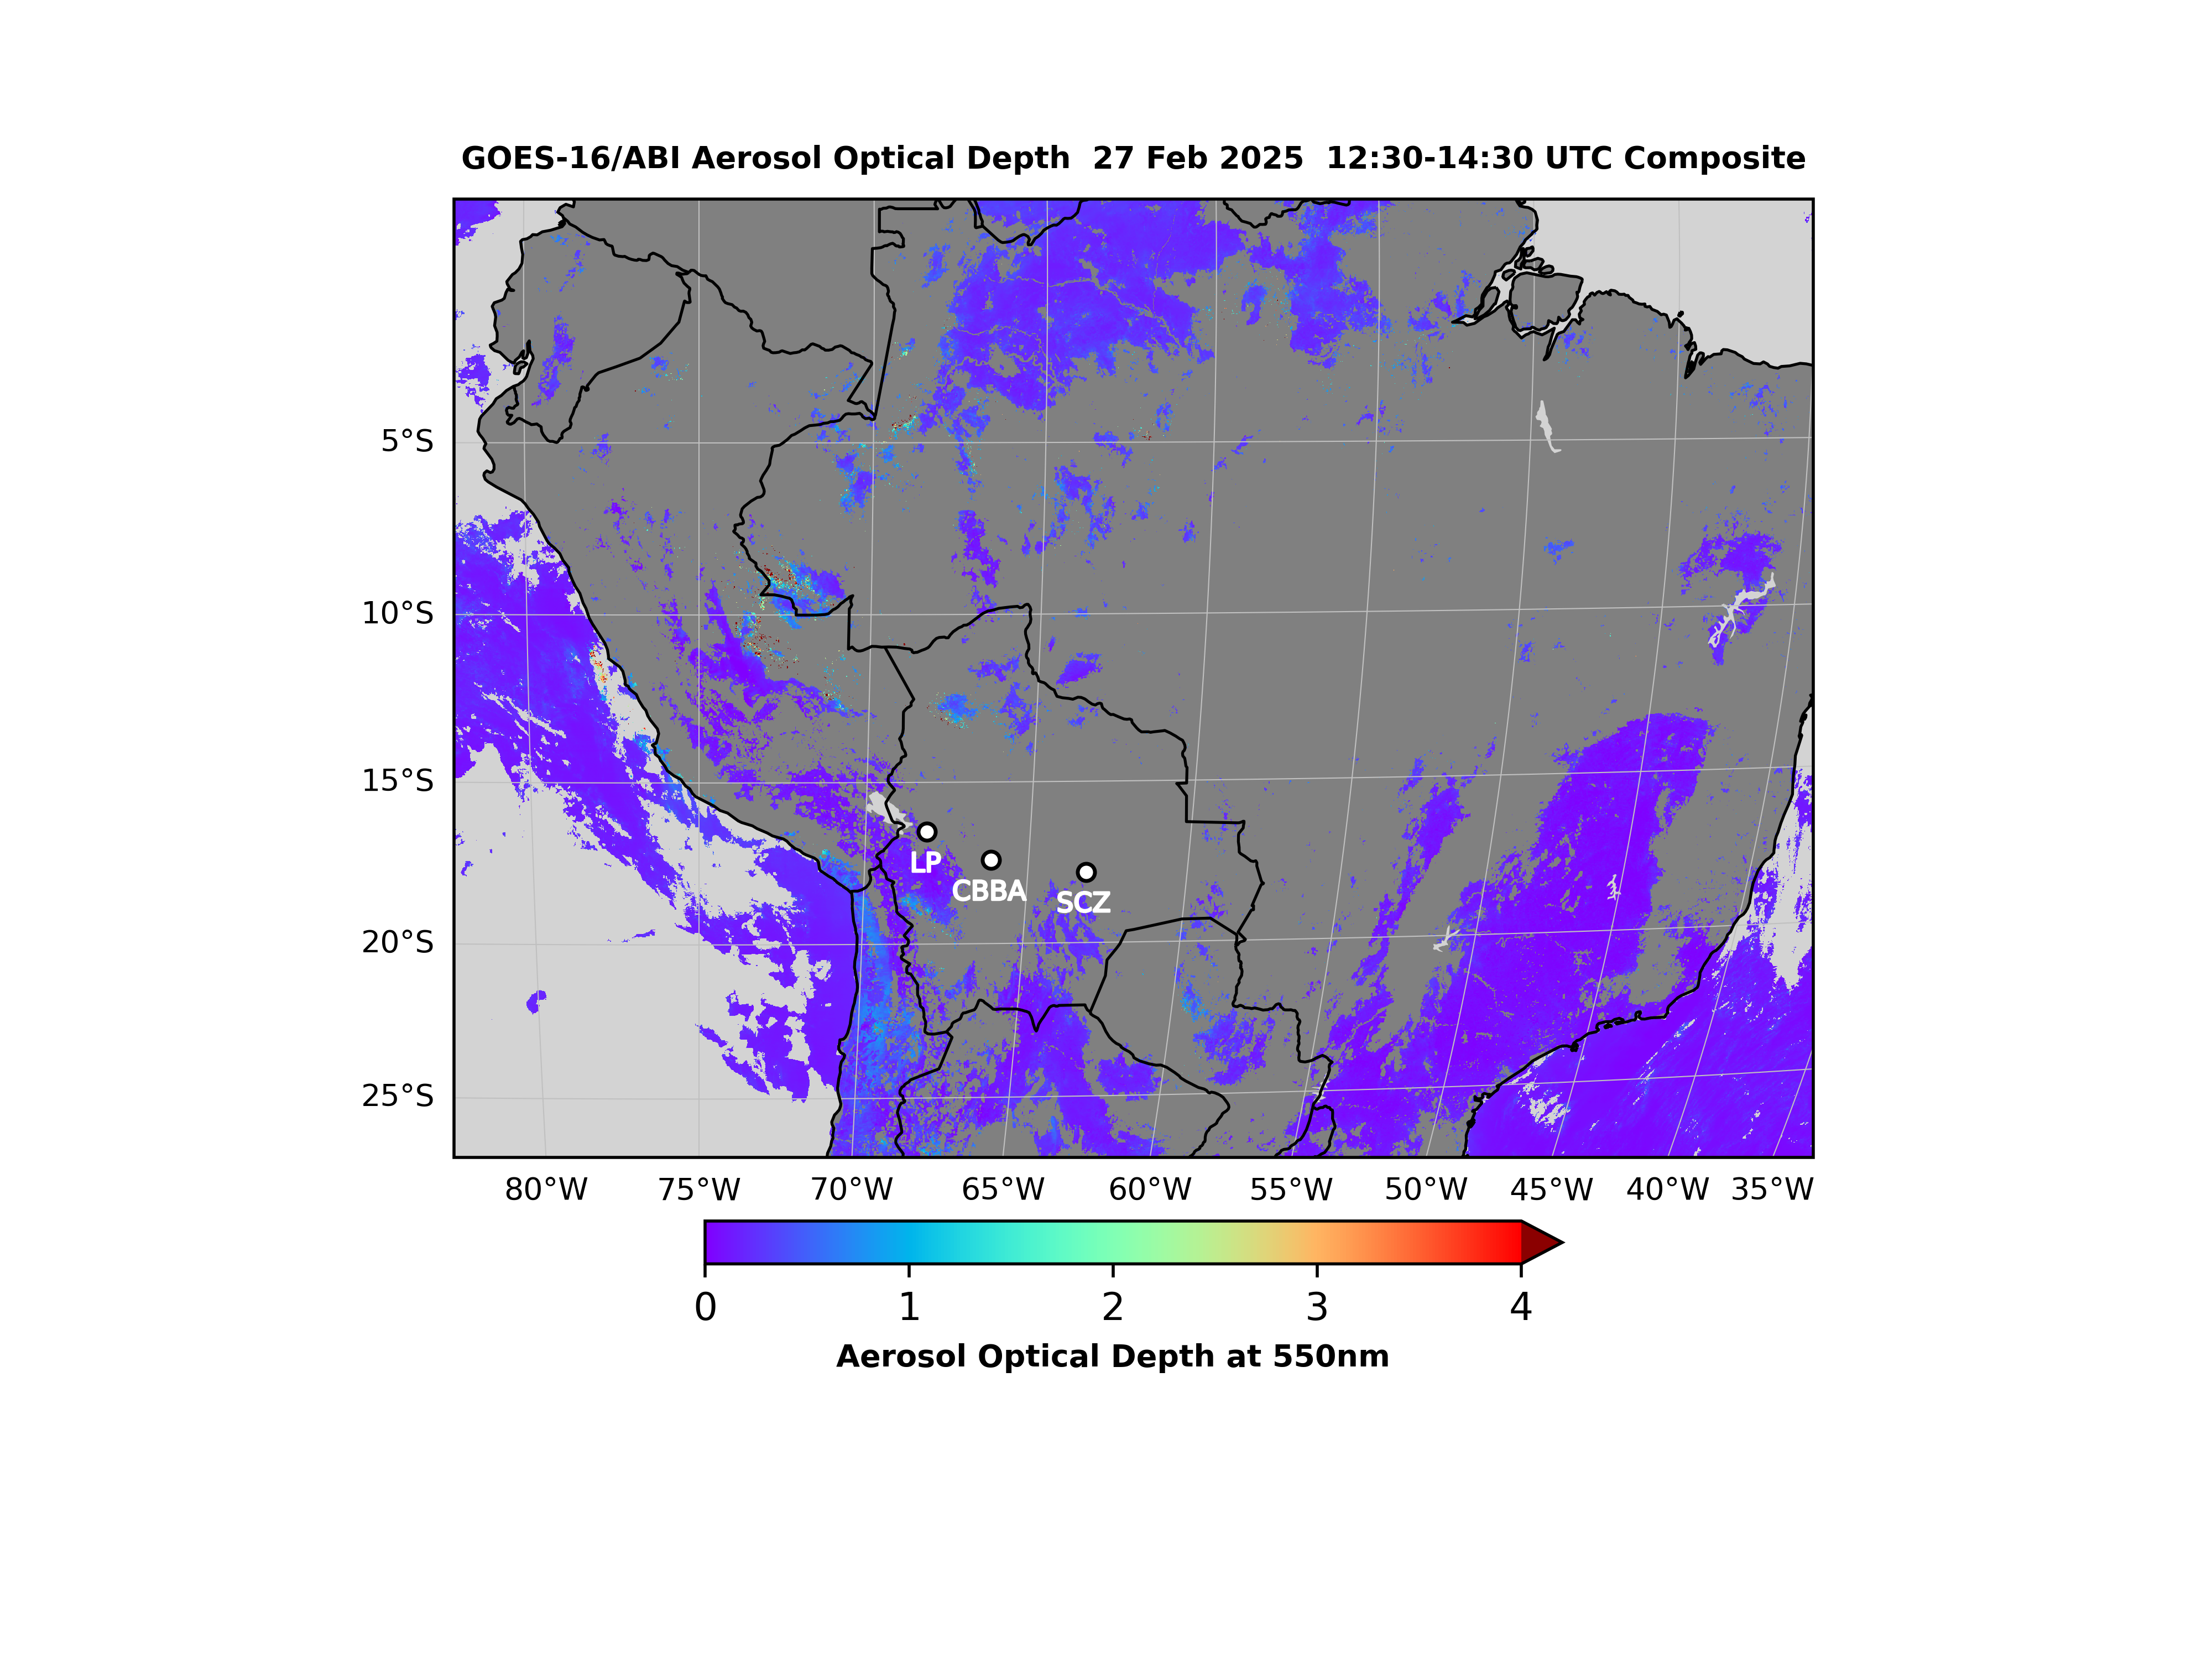 GOES-16/ABI Aerosol Optical Depth  27 Feb 2025  12:30-14:30 UTC Composite
5°S
10°S
15°S
LP
CBBA
SCZ
20°S
25°S
80°W 75°W 70°W 65°W 60°W 55°W 50°W 45°W 40°W 35°W
0 1 2 3 4
Aerosol Optical Depth at 550nm